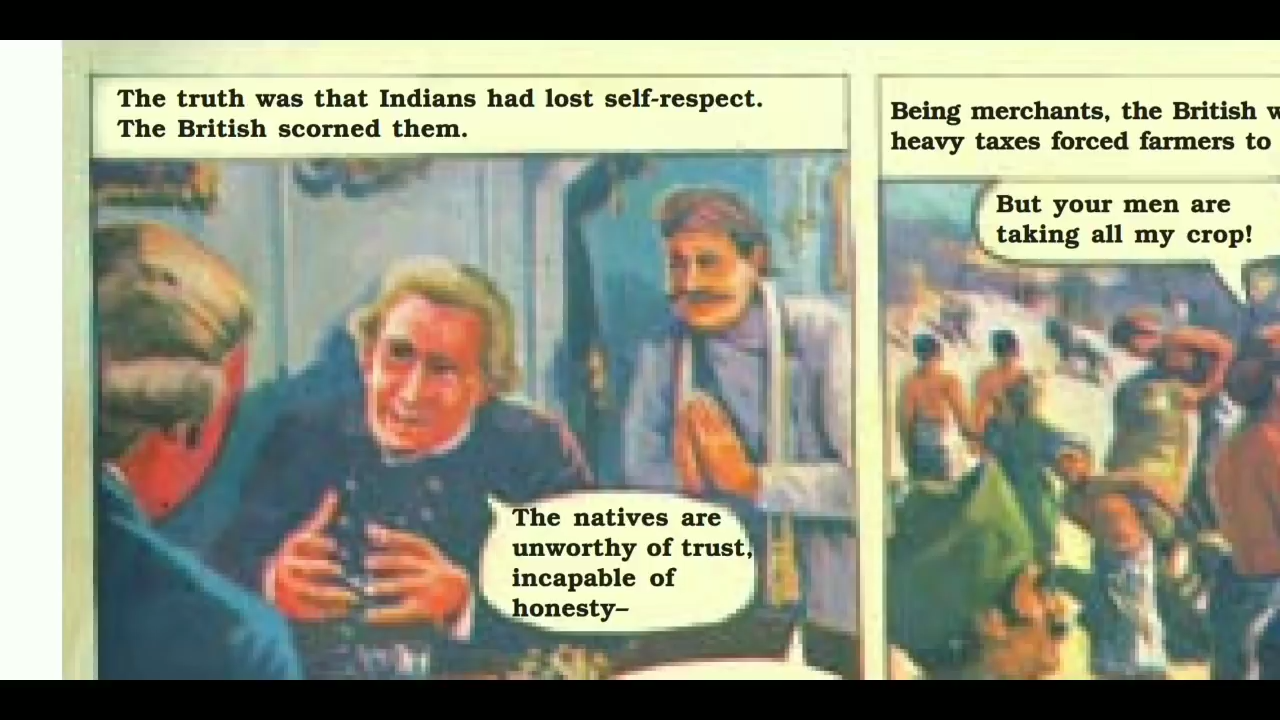 The truth was that Indians had lost self-respect.
The British scorned them.
The natives are
unworthy of trust,
incapable of
honesty–
Being merchants, the British
heavy taxes forced farmers to
But your men are
taking all my crop!